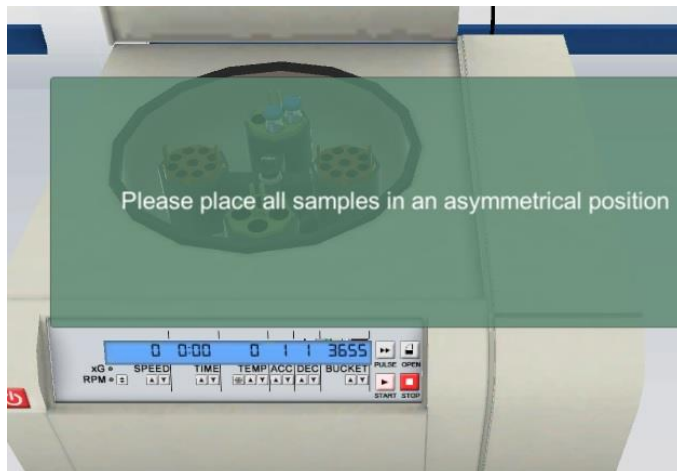 Please place all samples in an asymmetrical position
0 0:00 0 1 1 3655
xG SPEED TIME TEMP ACC DEC BUCKET
RPM
PULSE OPEN
START STOP